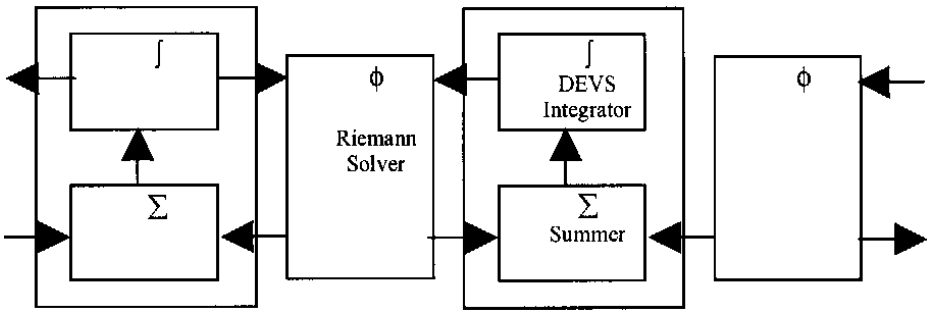 ∫
ϕ
Riemann
Solver
Σ
∫
DEVS
Integrator
Σ
Summer
ϕ